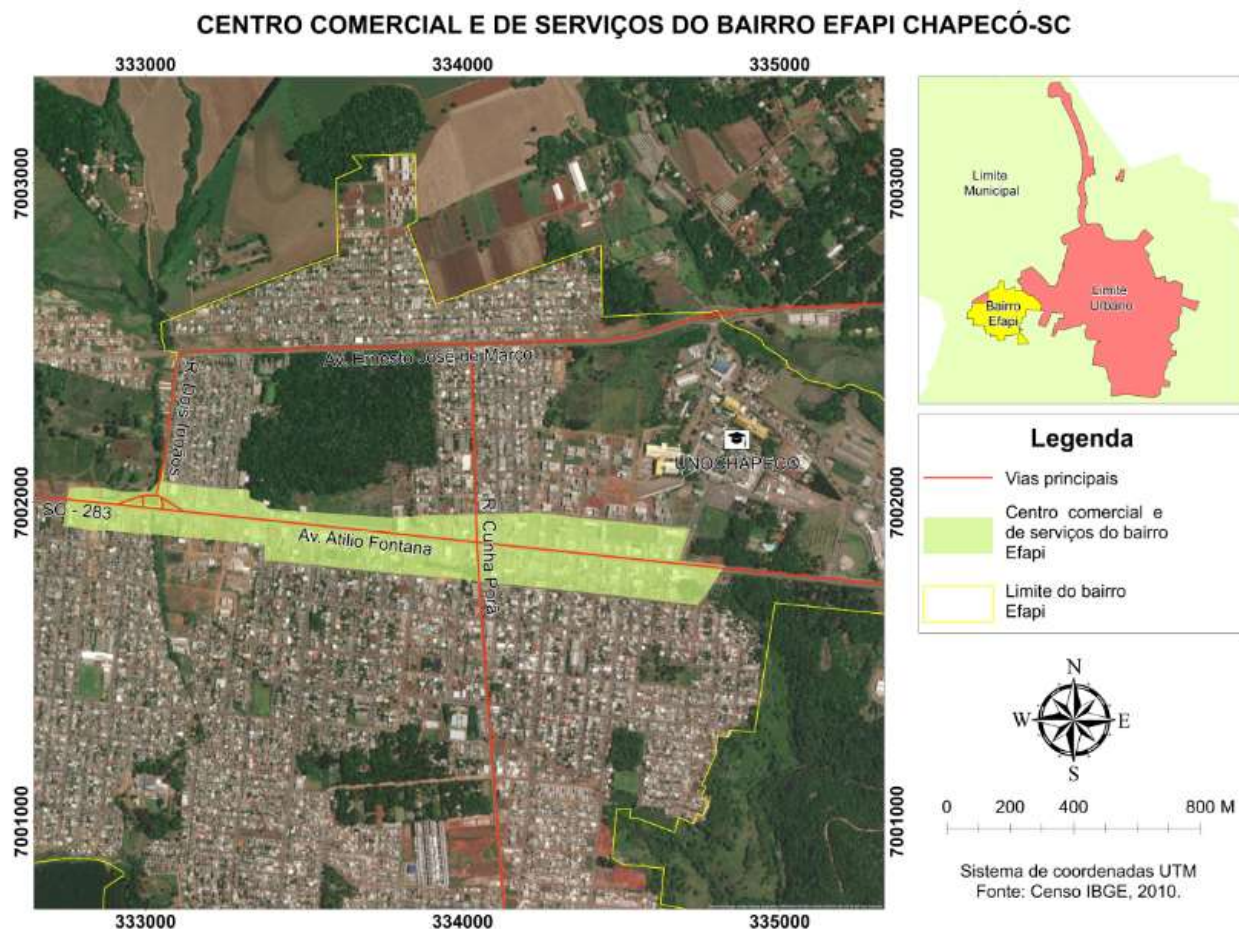 CENTRO COMERCIAL E DE SERVIÇOS DO BAIRRO EFAPI CHAPECÓ-SC
333000
334000
335000
7003000
7003000
Av. Ernesto José de Março
R. Dois Irmãos
UNOCHAPECÓ
7002000
7002000
SC - 283
Av. Atílio Fontana
R. Cunha Porã
7001000
7001000
333000
334000
335000
Limite
Municipal
Limite
Urbano
Bairro
Efapi
Legenda
Vias principais
Centro comercial e
de serviços do bairro
Efapi
Limite do bairro
Efapi
N
W
E
S
0 200 400 800 M
Sistema de coordenadas UTM
Fonte: Censo IBGE, 2010.